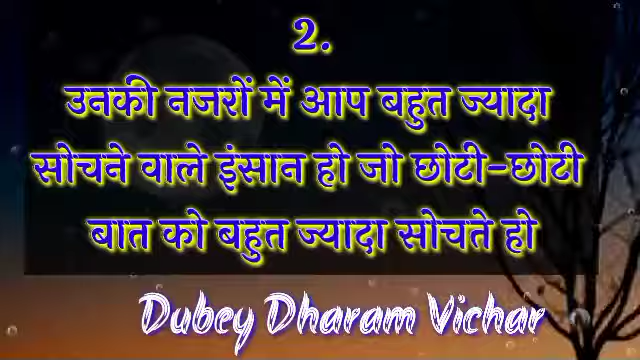 2.
उनकी नजरों में आप बहुत ज्यादा
सोचने वाले इंसान हो जो छोटी-छोटी
बात को बहुत ज्यादा सोचते हो
Dubey Dharam Vichar